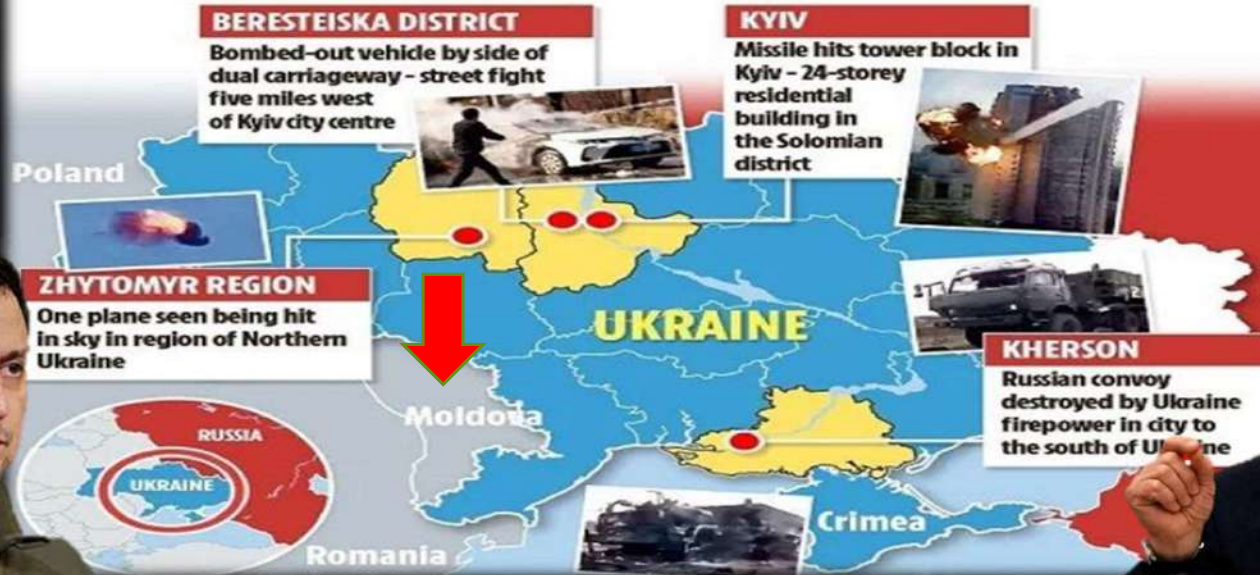 BERESTEISKA DISTRICT
Bombed-out vehicle by side of
dual carriageway – street fight
five miles west
of Kyiv city centre
KYIV
Missile hits tower block in
Kyiv – 24-storey
residential
building in
the Solomian
district
Poland
ZHYTOMYR REGION
One plane seen being hit
in sky in region of Northern
Ukraine
UKRAINE
KHERSON
Russian convoy
destroyed by Ukraine
firepower in city to
the south of
Moldova
RUSSIA
UKRAINE
Crimea
Romania